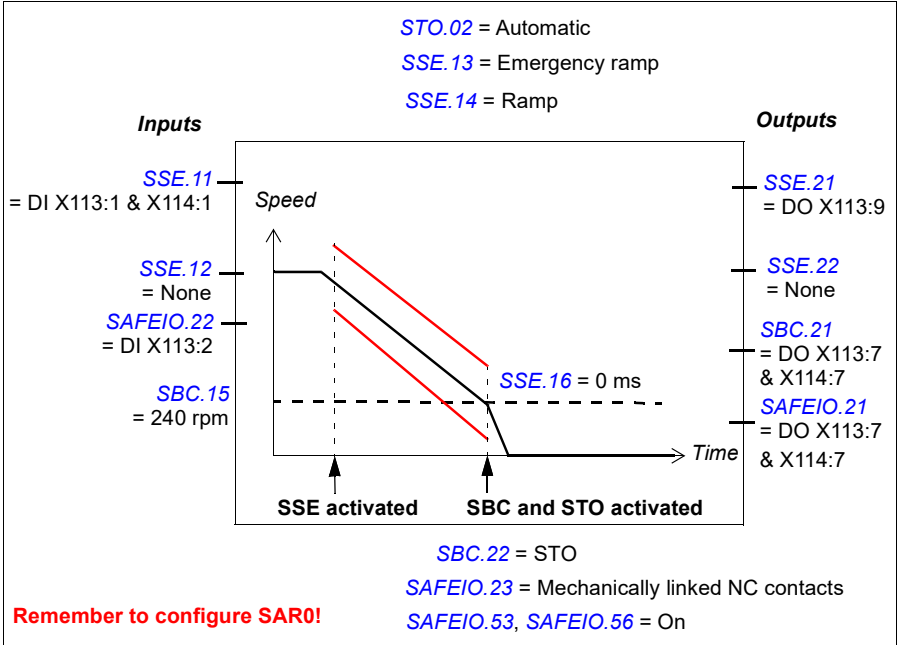 STO.02 = Automatic
SSE.13 = Emergency ramp
SSE.14 = Ramp
Inputs
Outputs
SSE.11
= DI X113:1 & X114:1
SSE.12
= None
SAFEIO.22
= DI X113:2
SBC.15
= 240 rpm
Speed
SSE.16 = 0 ms
Time
SSE activated
SBC and STO activated
SSE.21
= DO X113:9
SSE.22
= None
SBC.21
= DO X113:7
& X114:7
SAFEIO.21
= DO X113:7
& X114:7
SBC.22 = STO
SAFEIO.23 = Mechanically linked NC contacts
SAFEIO.53, SAFEIO.56 = On
Remember to configure SAR0!